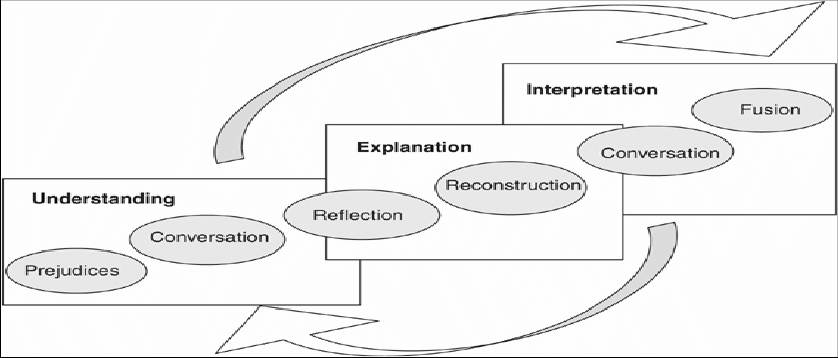 Interpretation
Fusion
Explanation
Conversation
Reconstruction
Understanding
Reflection
Conversation
Prejudices